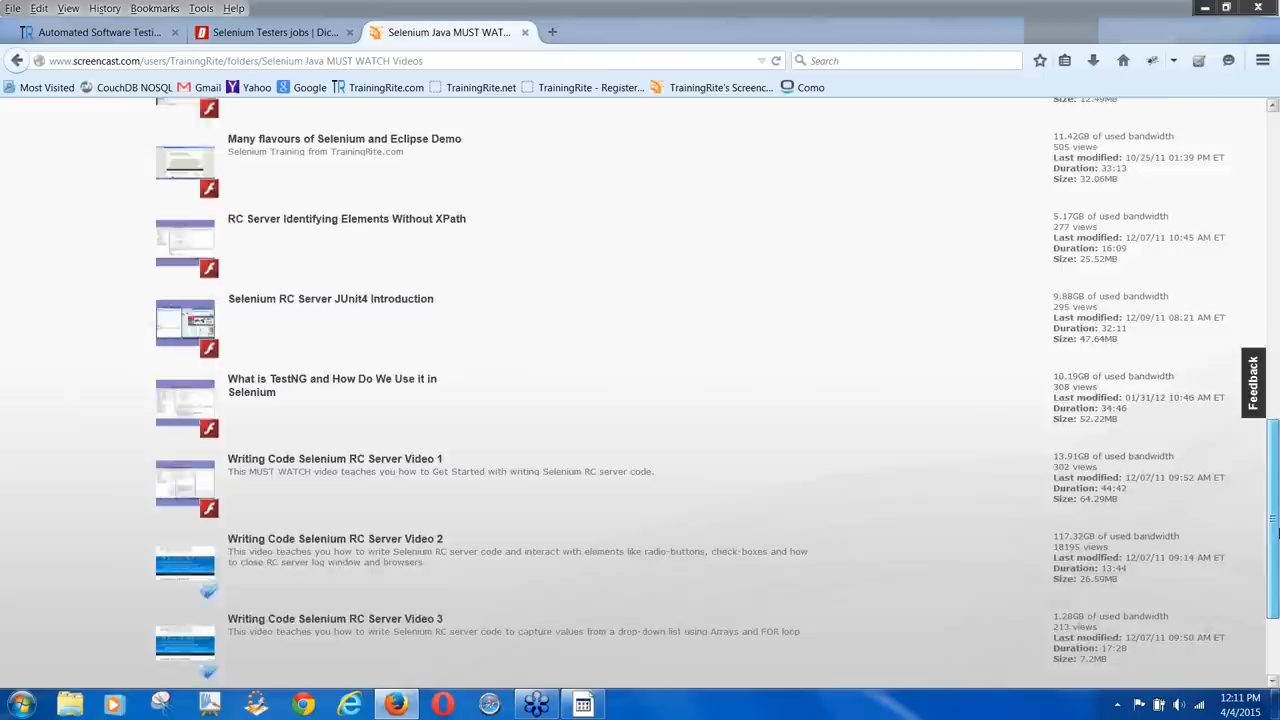 File Edit View History Bookmarks Tools Help
Automated Software Testi... × Selenium Testers jobs | Dic... × Selenium Java MUST WAT... × +
www.screencast.com/users/TrainingRite/folders/Selenium Java MUST WATCH Videos
Search
Most Visited CouchDB NOSQL Gmail Yahoo Google TrainingRite.com TrainingRite.net TrainingRite - Register... TrainingRite's Screenc... Como
Size: 12.49MB
Many flavours of Selenium and Eclipse Demo
Selenium Training from TrainingRite.com
11.42GB of used bandwidth
505 views
Last modified: 10/25/11 01:39 PM ET
Duration: 33:13
Size: 32.06MB
RC Server Identifying Elements Without XPath
5.17GB of used bandwidth
277 views
Last modified: 12/07/11 10:45 AM ET
Duration: 16:09
Size: 25.52MB
Selenium RC Server JUnit4 Introduction
9.88GB of used bandwidth
295 views
Last modified: 12/09/11 08:21 AM ET
Duration: 32:11
Size: 47.64MB
Feedback
What is TestNG and How Do We Use it in
Selenium
10.19GB of used bandwidth
308 views
Last modified: 01/31/12 10:46 AM ET
Duration: 34:46
Size: 52.22MB
Writing Code Selenium RC Server Video 1
This MUST WATCH video teaches you how to Get Started with writing Selenium RC server code.
13.91GB of used bandwidth
302 views
Last modified: 12/07/11 09:52 AM ET
Duration: 44:42
Size: 64.29MB
Writing Code Selenium RC Server Video 2
This video teaches you how to write Selenium RC server code and interact with elements like radio-buttons, check-boxes and how
to close RC server log window and browsers
117.32GB of used bandwidth
18195 views
Last modified: 12/07/11 09:14 AM ET
Duration: 13:44
Size: 26.59MB
Writing Code Selenium RC Server Video 3
This video teaches you how to write Selenium RC server code to capture values from a drop-down list using Arrays and FOR loop
1.28GB of used bandwidth
213 views
Last modified: 12/07/11 09:50 AM ET
Duration: 17:28
Size: 7.2MB
12:11 PM
4/4/2015